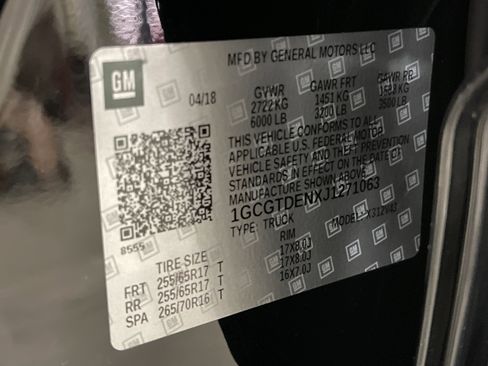 MFD BY GENERAL MOTORS LLC
GM
04/18
GVWR GAWR FRT GAWR RR
2722 KG 1451 KG 1588 KG
6000 LB 3200 LB 3500 LB
THIS VEHICLE CONFORMS TO ALL
APPLICABLE U.S. FEDERAL MOTOR
VEHICLE SAFETY AND THEFT PREVENTION
STANDARDS IN EFFECT ON THE DATE OF
MANUFACTURE SHOWN ABOVE.
1GCGTDENXJ1271063
TYPE: TRUCK MODEL:
8555
TIRE SIZE RIM
FRT 255/65R17 T 17X8.0J
RR 255/65R17 T 17X8.0J
SPA 265/70R16 T 16X7.0J